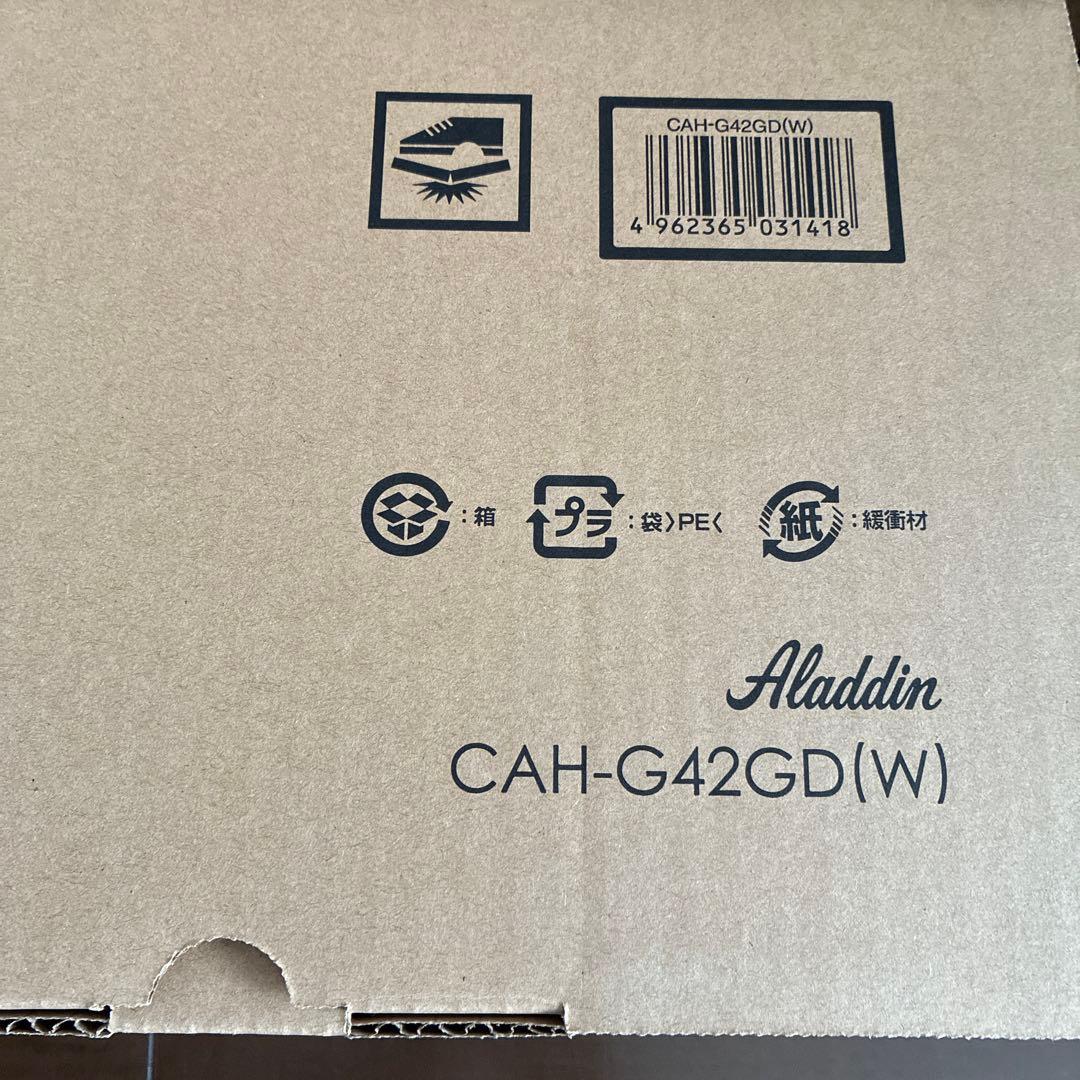 CAH-G42GD(W)
4 962365 031418
:箱
プラ :袋〉PE〈
紙 :緩衝材
Aladdin
CAH-G42GD(W)